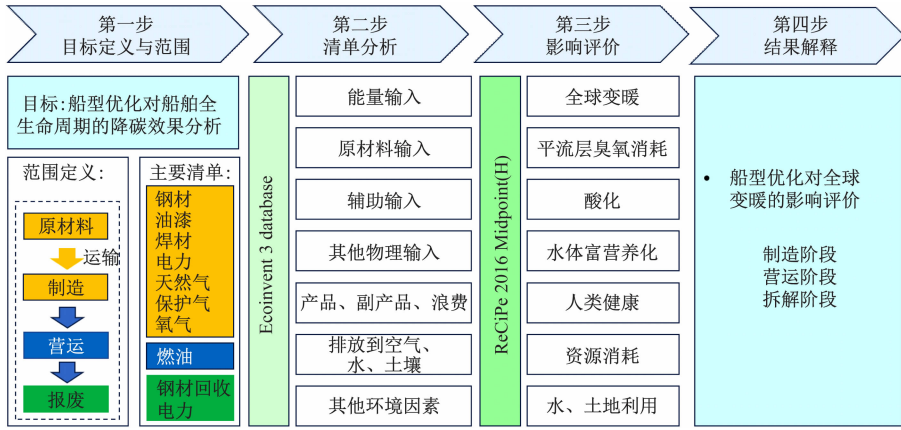 第一步
目标定义与范围
第二步
清单分析
第三步
影响评价
第四步
结果解释
目标:船型优化对船舶全
生命周期的降碳效果分析
范围定义:
原材料
运输
制造
营运
报废
主要清单:
钢材
油漆
焊材
电力
天然气
保护气
氧气
燃油
钢材回收
电力
Ecoinvent 3 database
能量输入
原材料输入
辅助输入
其他物理输入
产品、副产品、浪费
排放到空气、
水、土壤
其他环境因素
ReCiPe 2016 Midpoint(H)
全球变暖
平流层臭氧消耗
酸化
水体富营养化
人类健康
资源消耗
水、土地利用
• 船型优化对全球
变暖的影响评价
制造阶段
营运阶段
拆解阶段